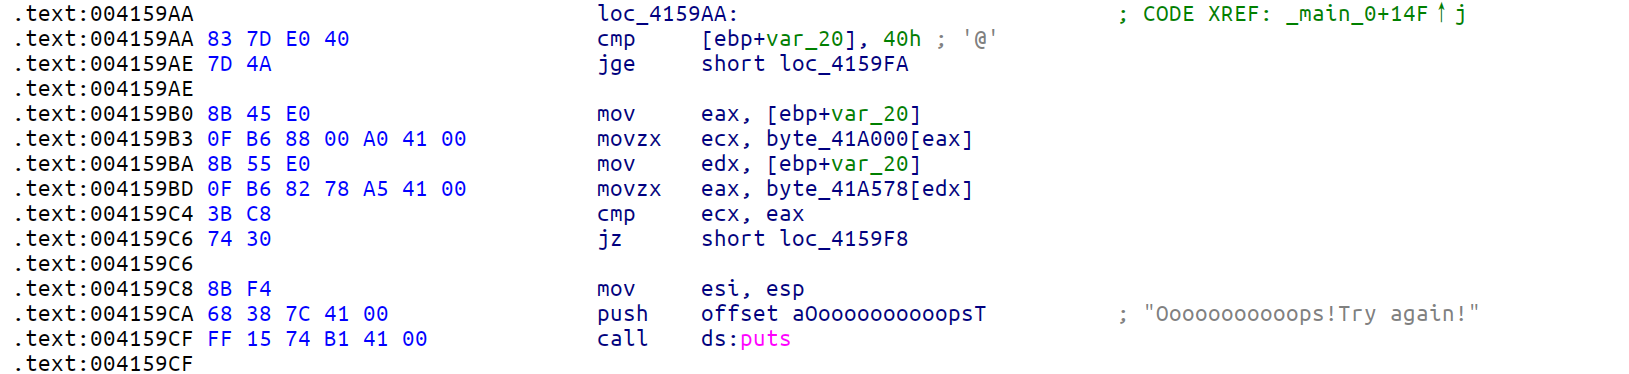 .text:004159AA loc_4159AA: ; CODE XREF: _main_0+14F↑j
.text:004159AA 83 7D E0 40 cmp [ebp+var_20], 40h ; '@'
.text:004159AE 7D 4A jge short loc_4159FA
.text:004159AE
.text:004159B0 8B 45 E0 mov eax, [ebp+var_20]
.text:004159B3 0F B6 88 00 A0 41 00 movzx ecx, byte_41A000[eax]
.text:004159BA 8B 55 E0 mov edx, [ebp+var_20]
.text:004159BD 0F B6 82 78 A5 41 00 movzx eax, byte_41A578[edx]
.text:004159C4 3B C8 cmp ecx, eax
.text:004159C6 74 30 jz short loc_4159F8
.text:004159C6
.text:004159C8 8B F4 mov esi, esp
.text:004159CA 68 38 7C 41 00 push offset aOoooooooooopsT ; "Ooooooooooops!Try again!"
.text:004159CF FF 15 74 B1 41 00 call ds:puts
.text:004159CF